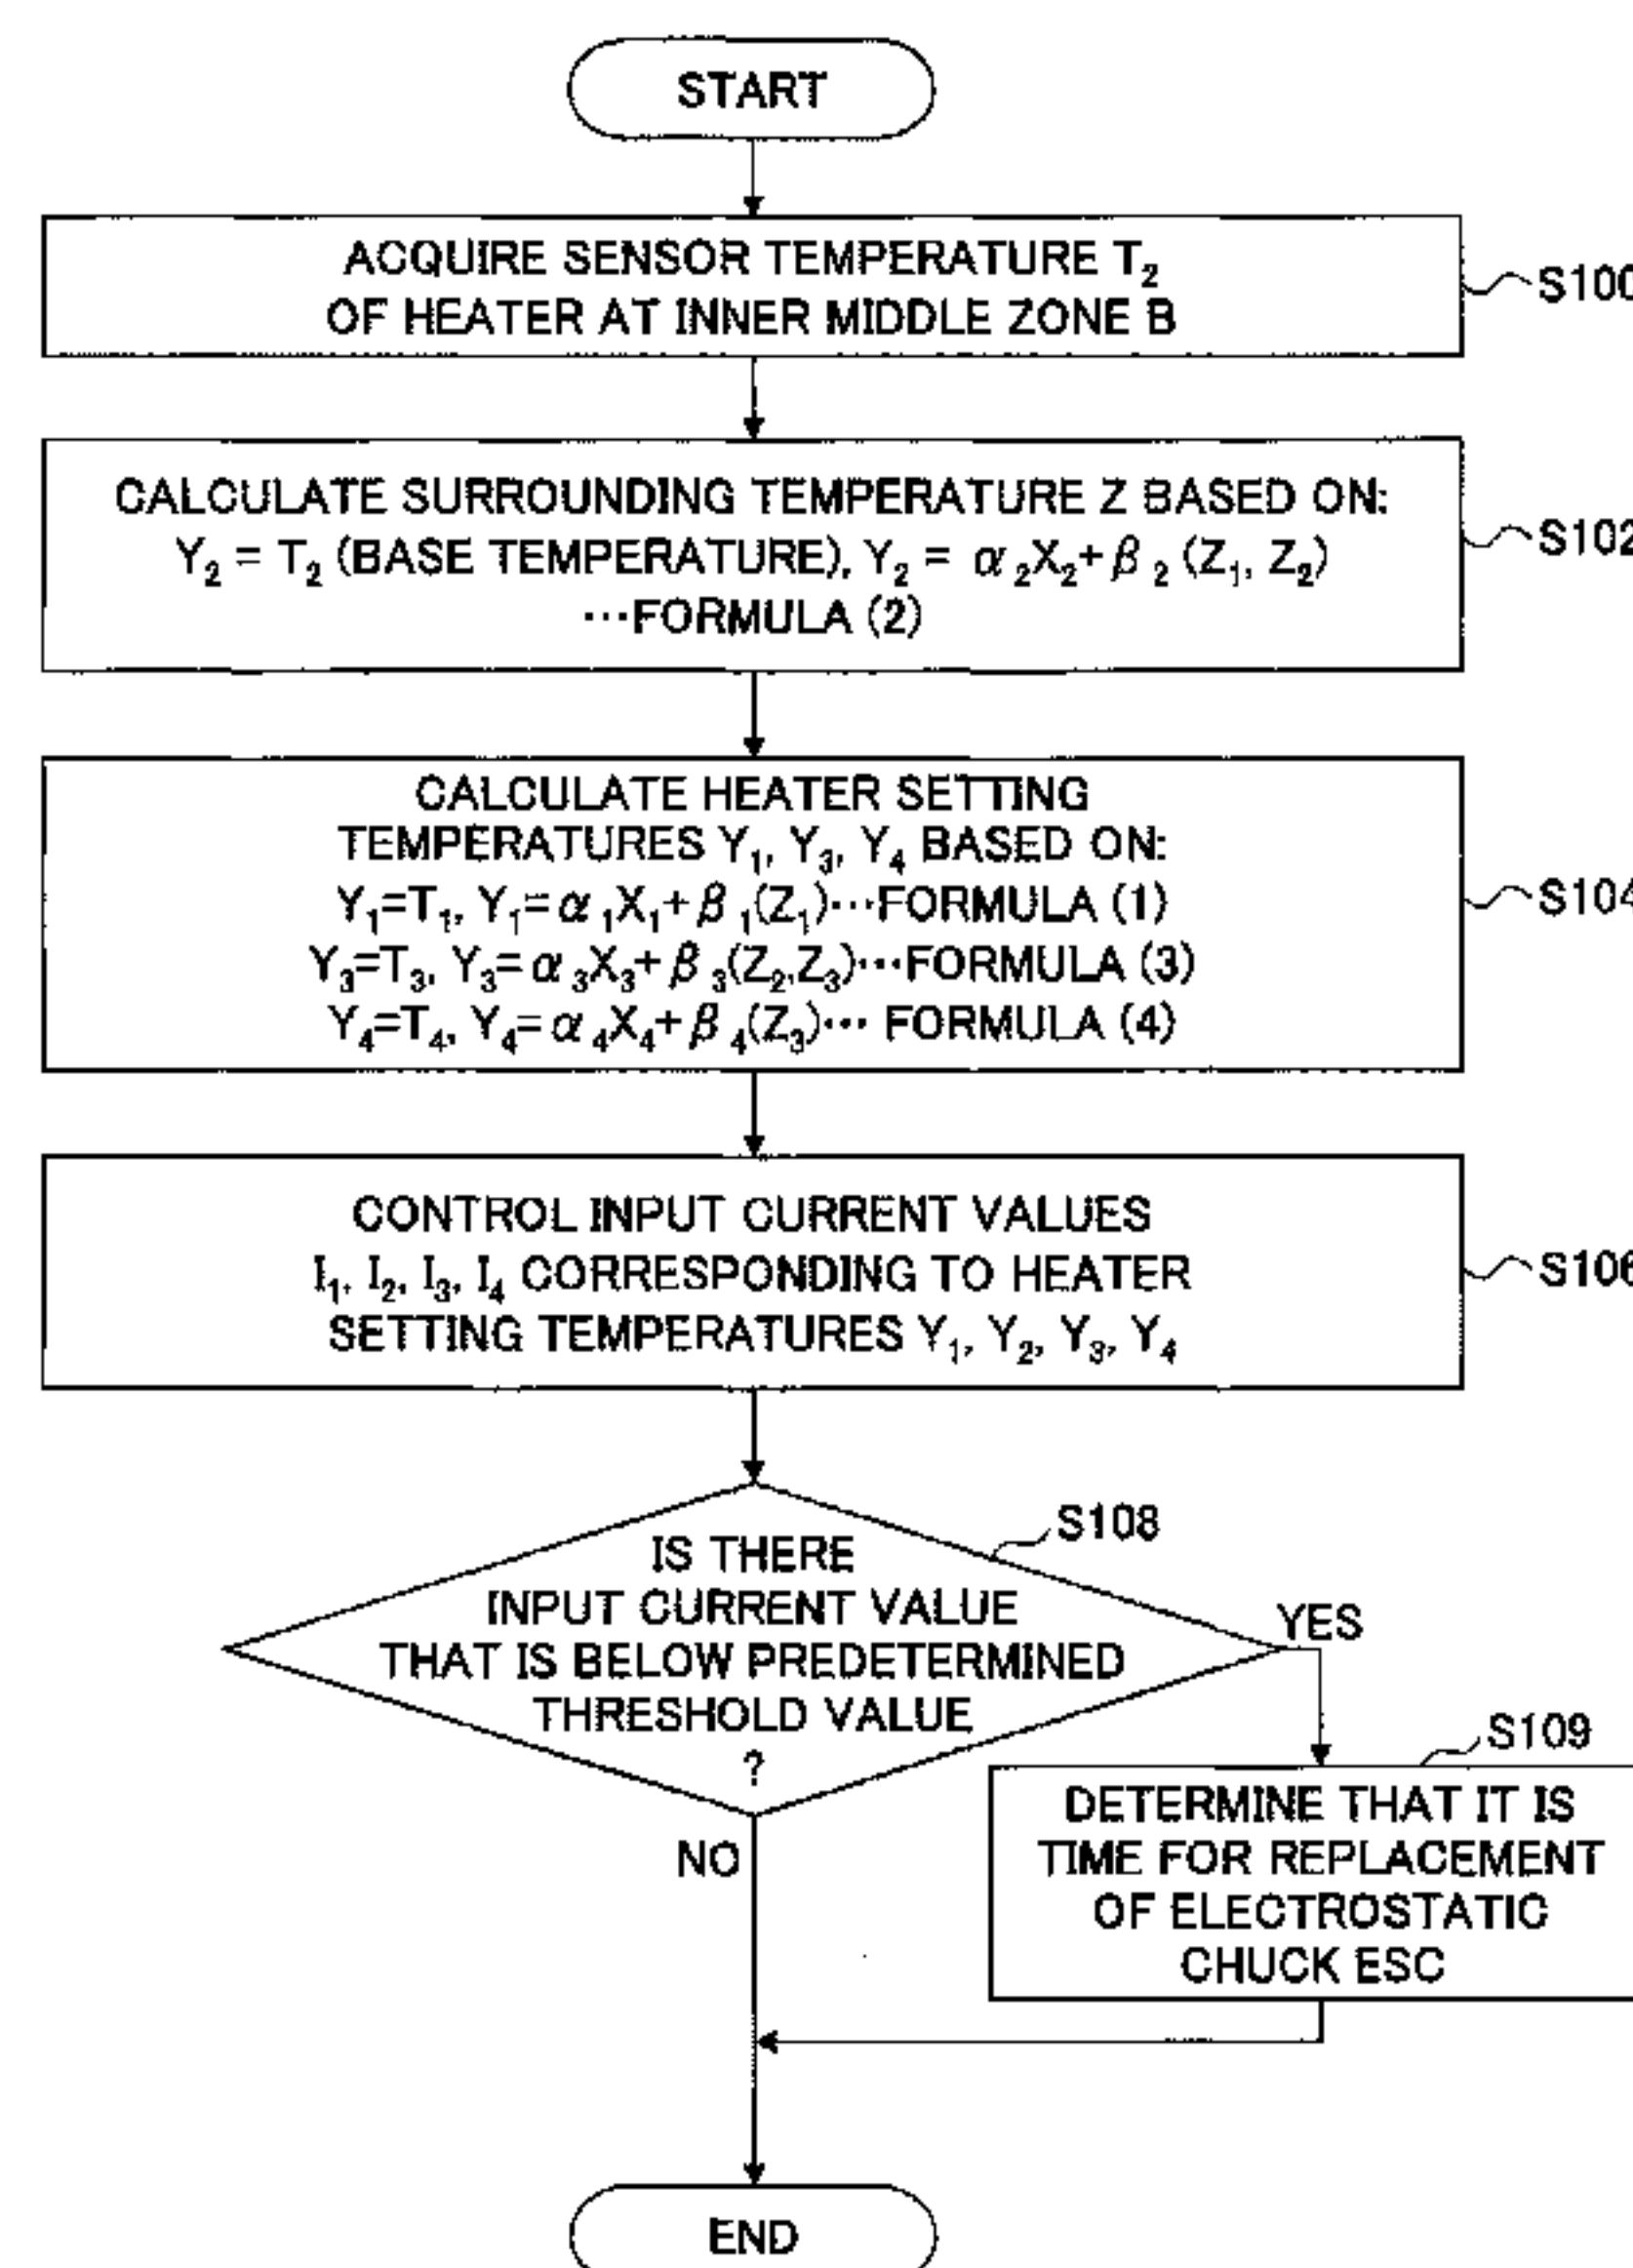 START
ACQUIRE SENSOR TEMPERATURE T₂
OF HEATER AT INNER MIDDLE ZONE B
S100
CALCULATE SURROUNDING TEMPERATURE Z BASED ON:
Y₂ = T₂ (BASE TEMPERATURE), Y₂ = α₂X₂+β₂ (Z₁, Z₂)
···FORMULA (2)
S102
CALCULATE HEATER SETTING
TEMPERATURES Y₁, Y₃, Y₄ BASED ON:
Y₁=T₁, Y₁=α₁X₁+β₁(Z₁)···FORMULA (1)
Y₃=T₃, Y₃=α₃X₃+β₃(Z₂,Z₃)···FORMULA (3)
Y₄=T₄, Y₄=α₄X₄+β₄(Z₃)··· FORMULA (4)
S104
CONTROL INPUT CURRENT VALUES
I₁, I₂, I₃, I₄ CORRESPONDING TO HEATER
SETTING TEMPERATURES Y₁, Y₂, Y₃, Y₄
S106
S108
IS THERE
INPUT CURRENT VALUE
THAT IS BELOW PREDETERMINED
THRESHOLD VALUE
?
YES
NO
S109
DETERMINE THAT IT IS
TIME FOR REPLACEMENT
OF ELECTROSTATIC
CHUCK ESC
END